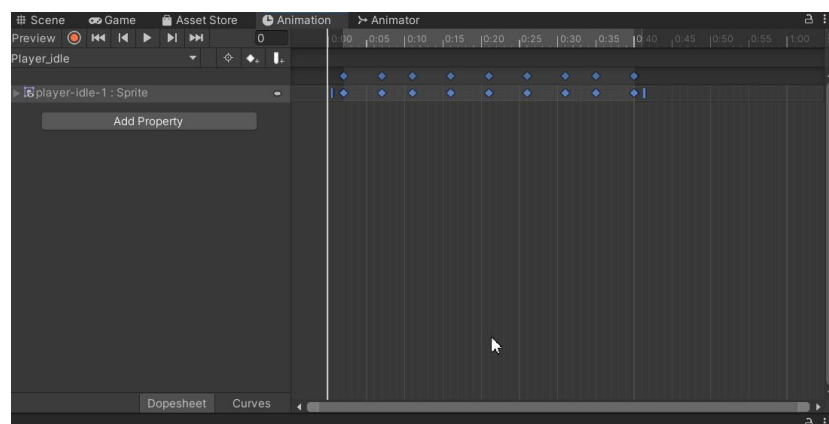 Scene Game Asset Store Animation Animator
Preview 0 0:00 0:05 0:10 0:15 0:20 0:25 0:30 0:35 0:40 0:45 0:50 0:55 1:00
Player_idle
player-idle-1 : Sprite
Add Property
Dopesheet Curves